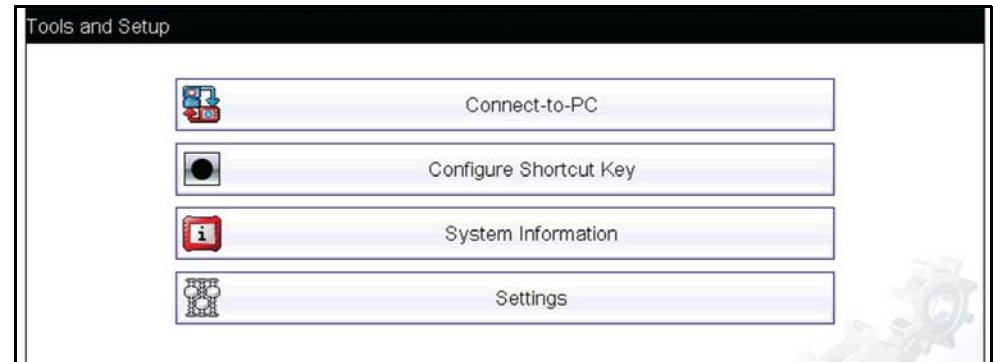 Tools and Setup
Connect-to-PC
Configure Shortcut Key
i
System Information
Settings